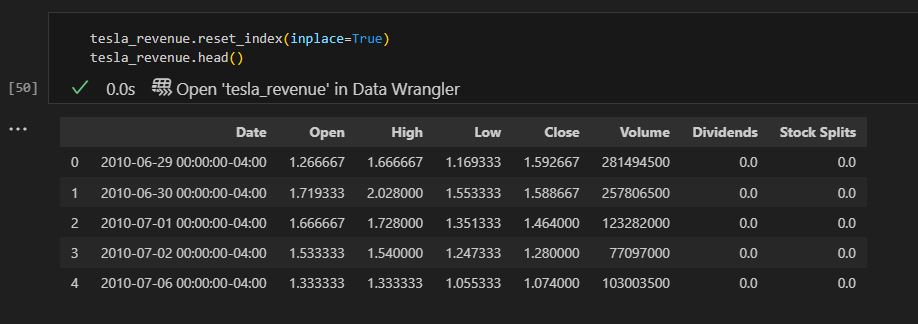 tesla_revenue.reset_index(inplace=True)
tesla_revenue.head()
[50] 0.0s Open 'tesla_revenue' in Data Wrangler
Date Open High Low Close Volume Dividends Stock Splits
0 2010-06-29 00:00:00-04:00 1.266667 1.666667 1.169333 1.592667 281494500 0.0 0.0
1 2010-06-30 00:00:00-04:00 1.719333 2.028000 1.553333 1.588667 257806500 0.0 0.0
2 2010-07-01 00:00:00-04:00 1.666667 1.728000 1.351333 1.464000 123282000 0.0 0.0
3 2010-07-02 00:00:00-04:00 1.533333 1.540000 1.247333 1.280000 77097000 0.0 0.0
4 2010-07-06 00:00:00-04:00 1.333333 1.333333 1.055333 1.074000 103003500 0.0 0.0